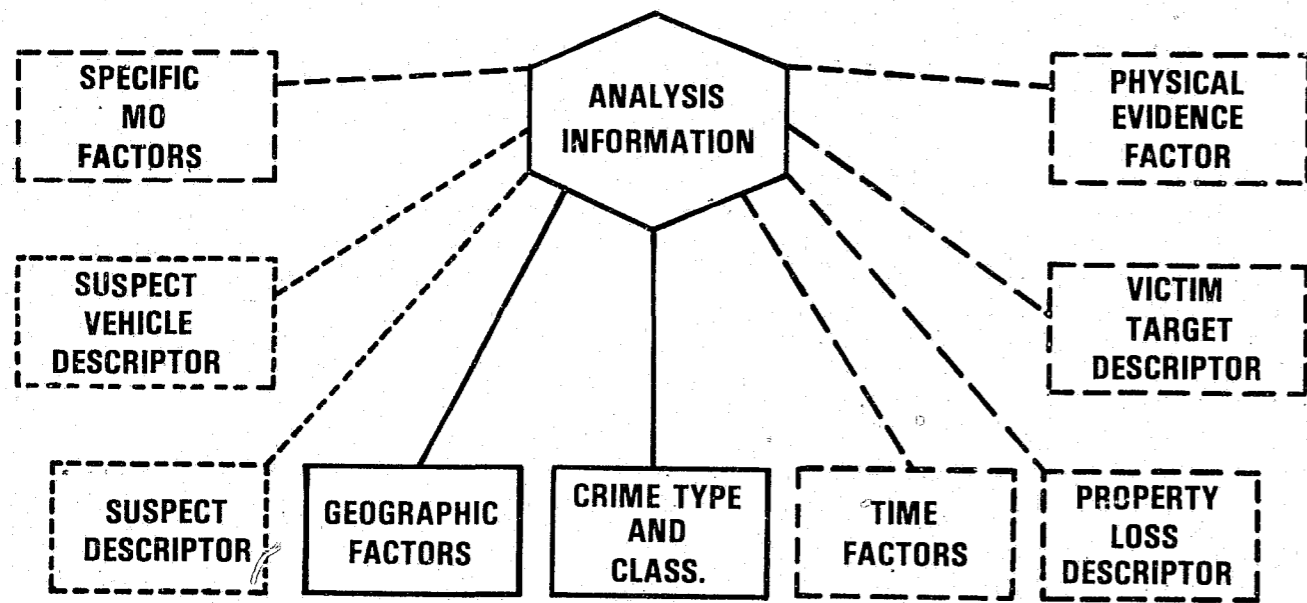 ANALYSIS
INFORMATION
SPECIFIC
MO
FACTORS
PHYSICAL
EVIDENCE
FACTOR
SUSPECT
VEHICLE
DESCRIPTOR
VICTIM
TARGET
DESCRIPTOR
SUSPECT
DESCRIPTOR
GEOGRAPHIC
FACTORS
CRIME TYPE
AND
CLASS.
TIME
FACTORS
PROPERTY
LOSS
DESCRIPTOR